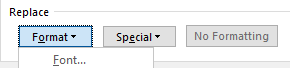 Replace
Format Special No Formatting
Font...